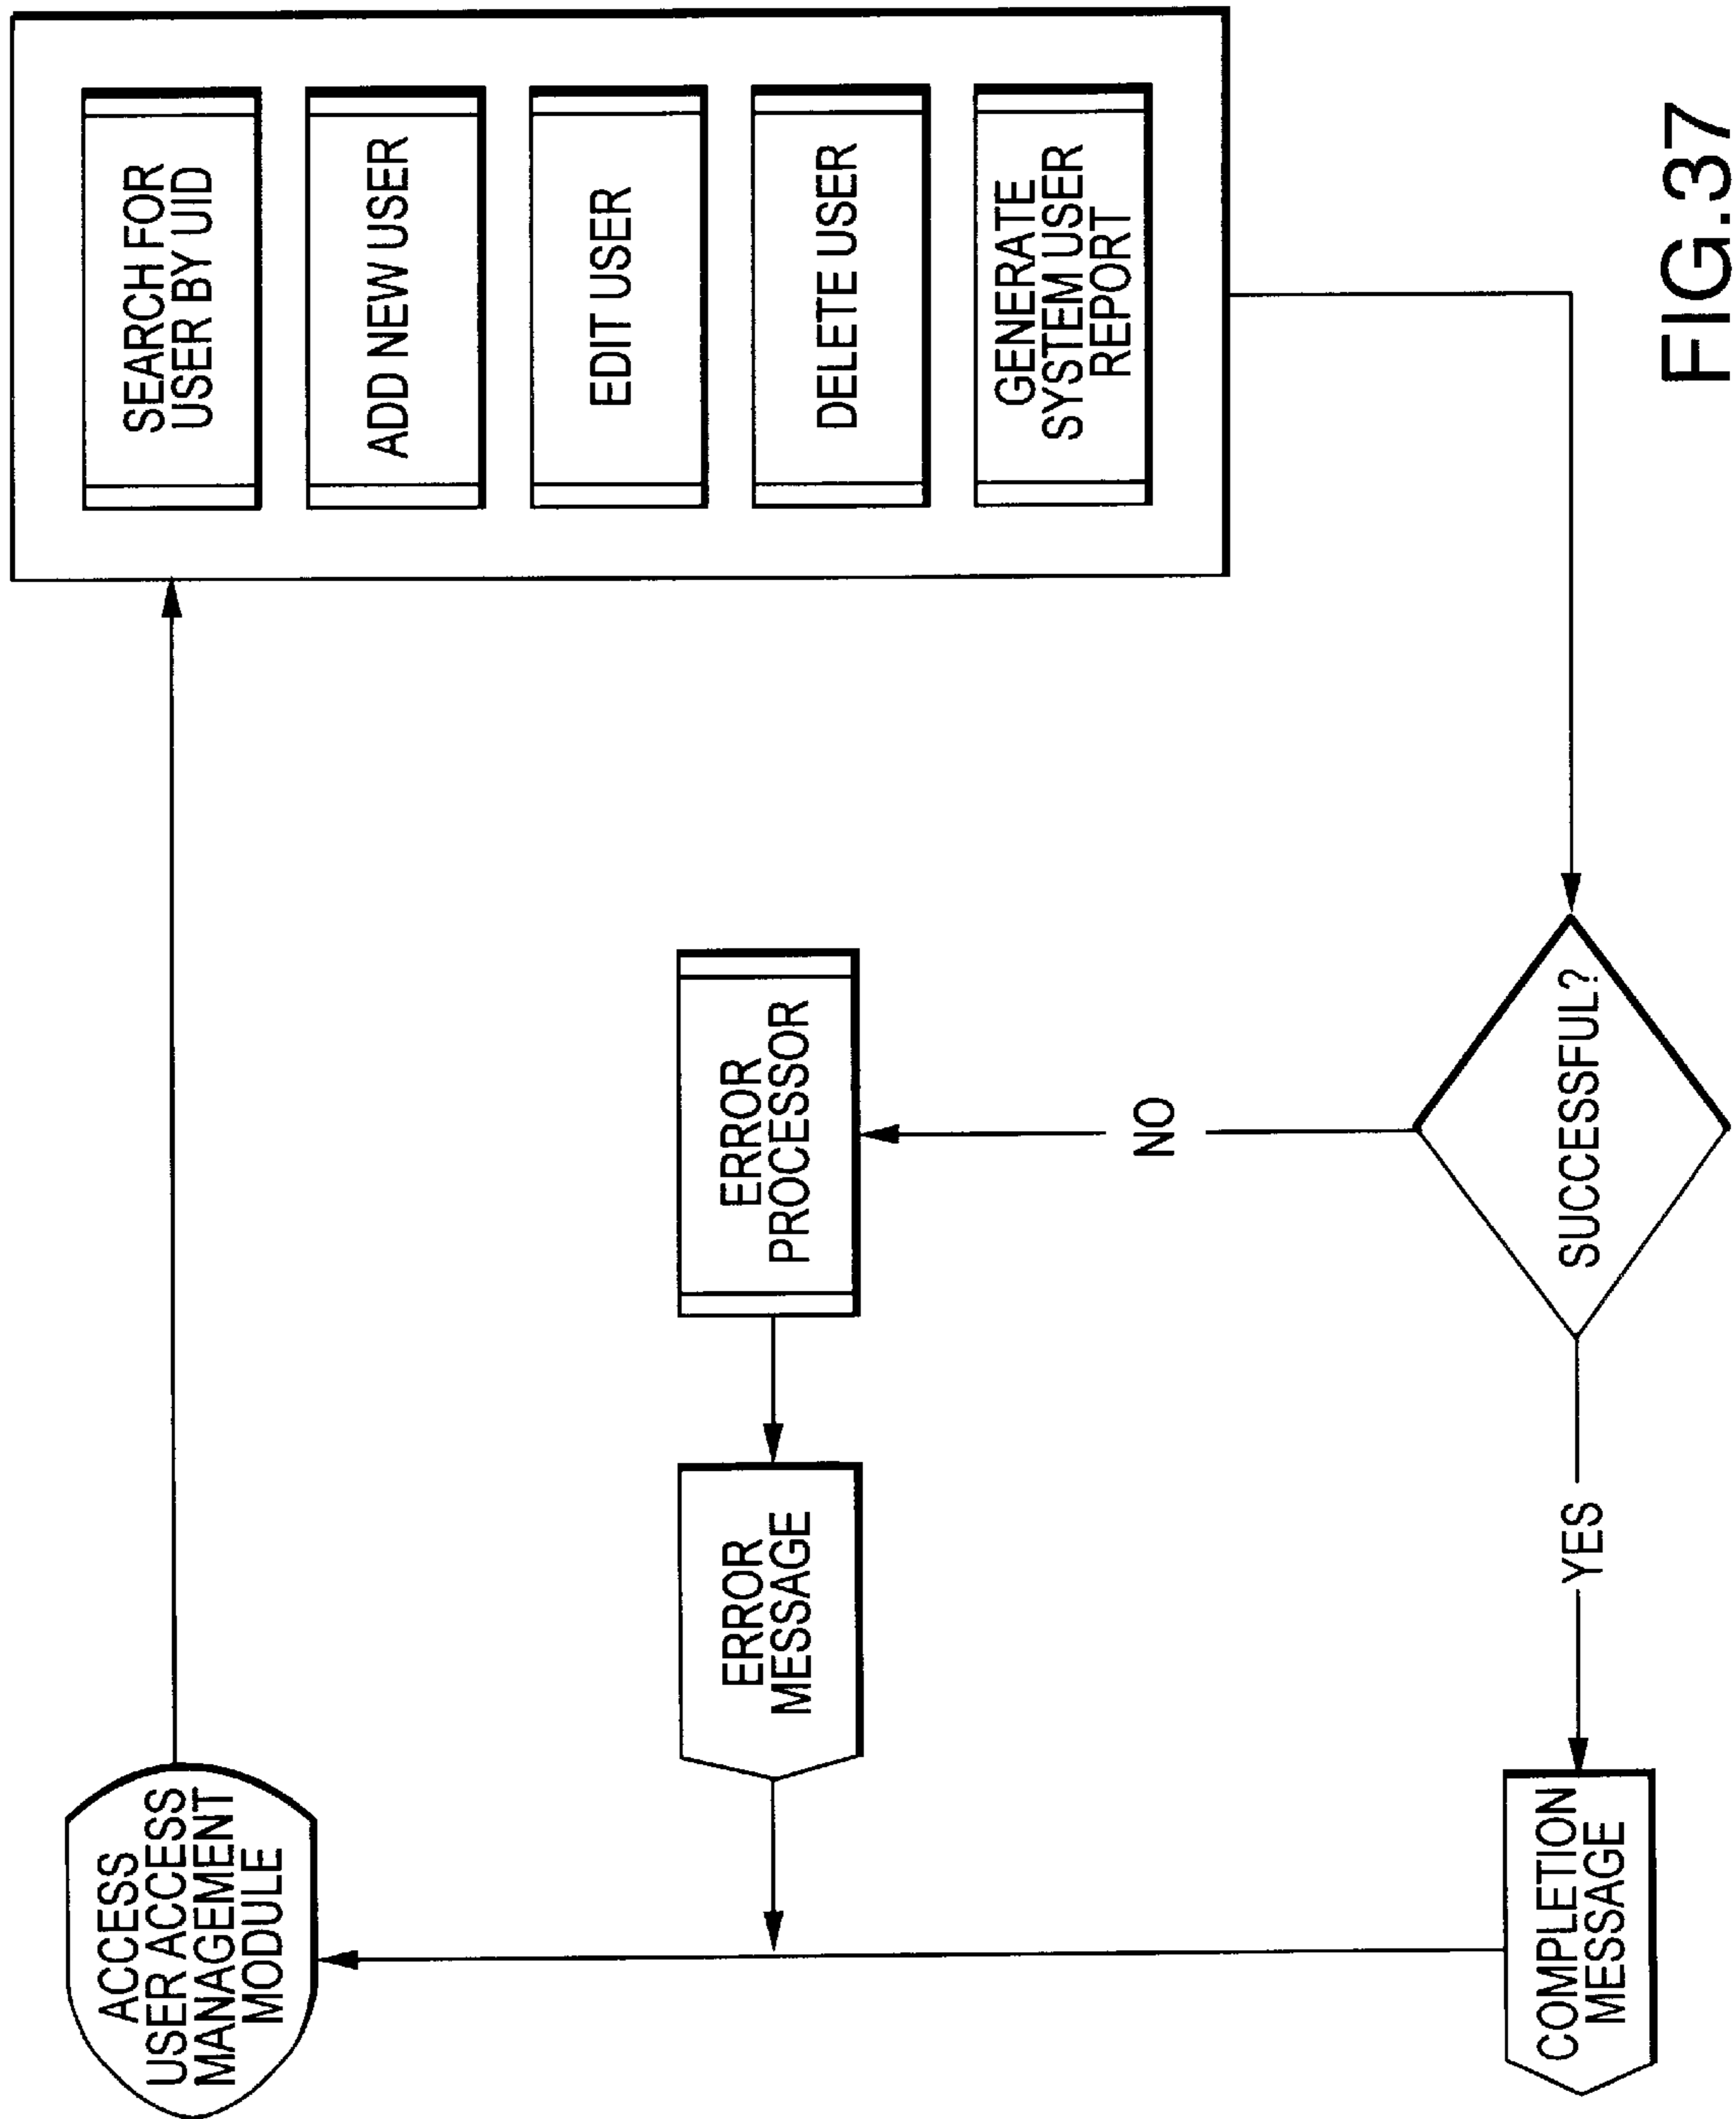 ACCESS
USER ACCESS
MANAGEMENT
MODULE
SEARCH FOR
USER BY UID
ADD NEW USER
EDIT USER
DELETE USER
GENERATE
SYSTEM USER
REPORT
ERROR
MESSAGE
ERROR
PROCESSOR
NO
COMPLETION
MESSAGE
YES
SUCCESSFUL?
FIG.37